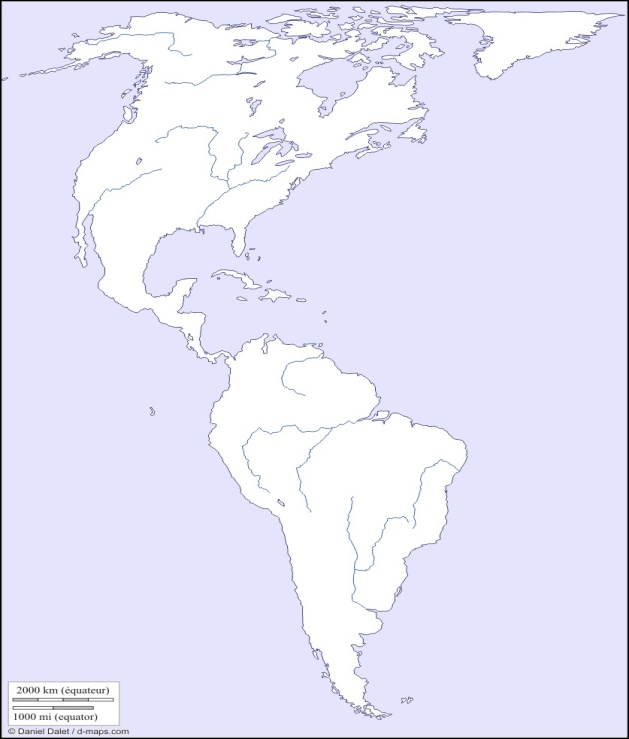 2000 km (équateur)
1000 mi (equator)
© Daniel Dalet / d-maps.com